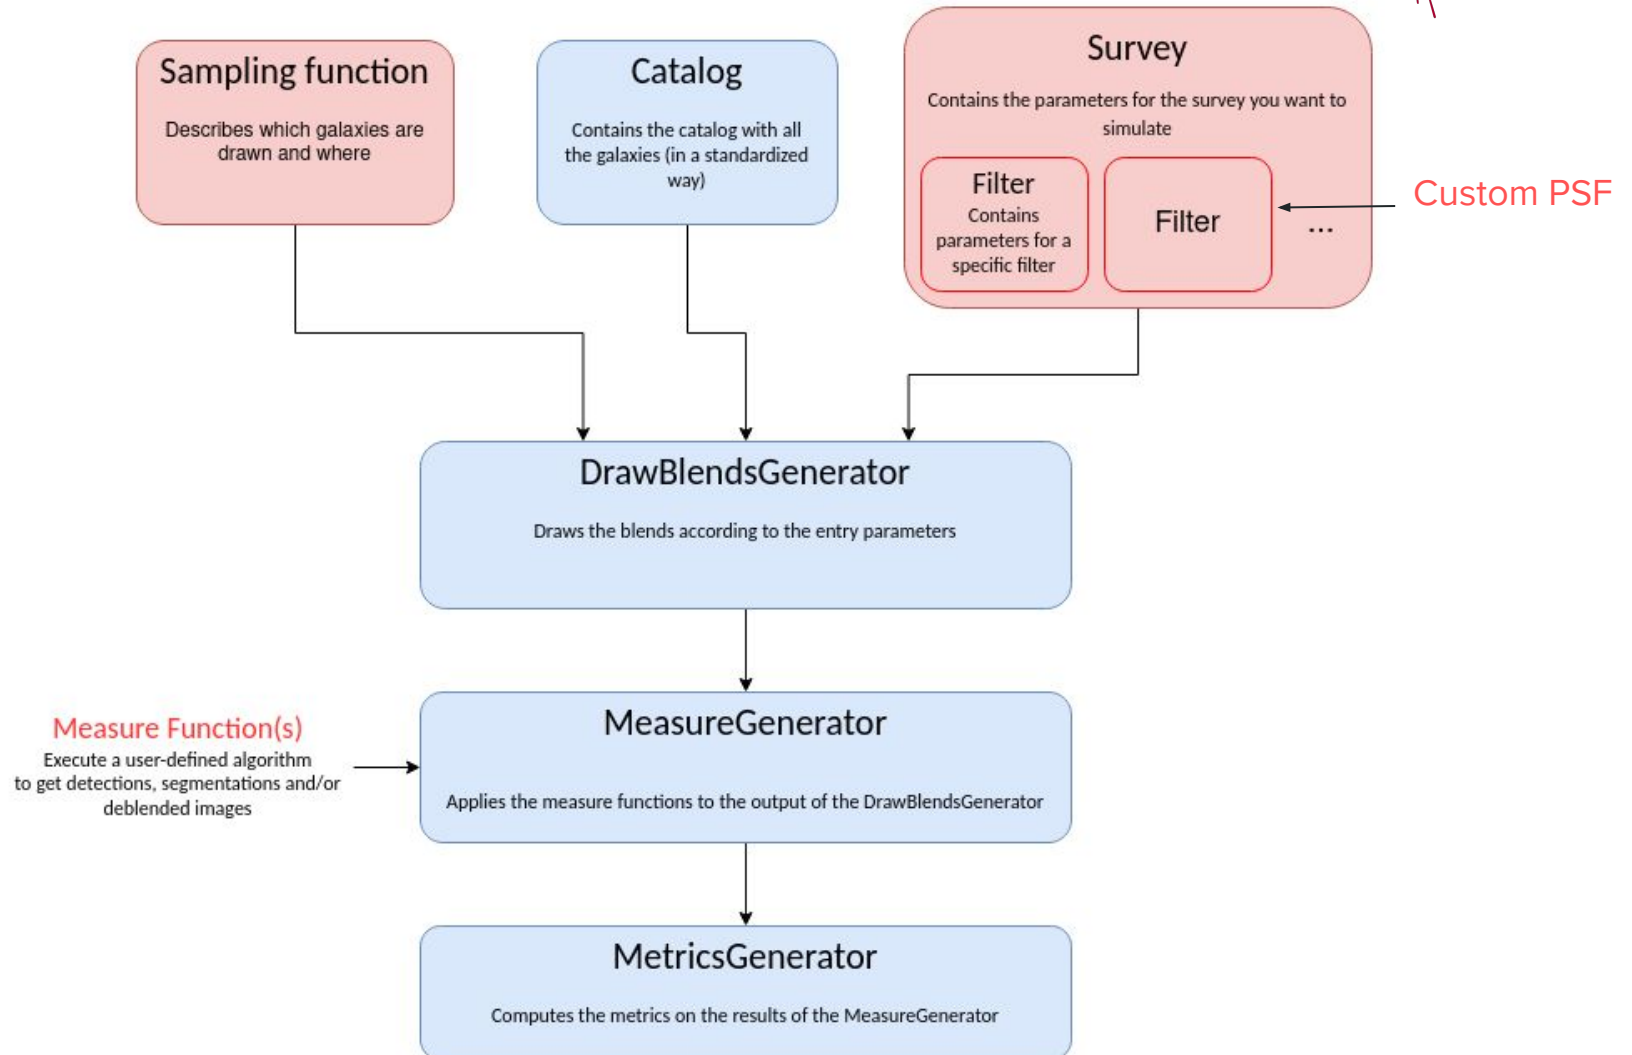 Sampling function
Describes which galaxies are
drawn and where
Catalog
Contains the catalog with all
the galaxies (in a standardized
way)
Survey
Contains the parameters for the survey you want to
simulate
Filter
Contains
parameters for a
specific filter
Filter
...
Custom PSF
DrawBlendsGenerator
Draws the blends according to the entry parameters
Measure Function(s)
Execute a user-defined algorithm
to get detections, segmentations and/or
deblended images
MeasureGenerator
Applies the measure functions to the output of the DrawBlendsGenerator
MetricsGenerator
Computes the metrics on the results of the MeasureGenerator